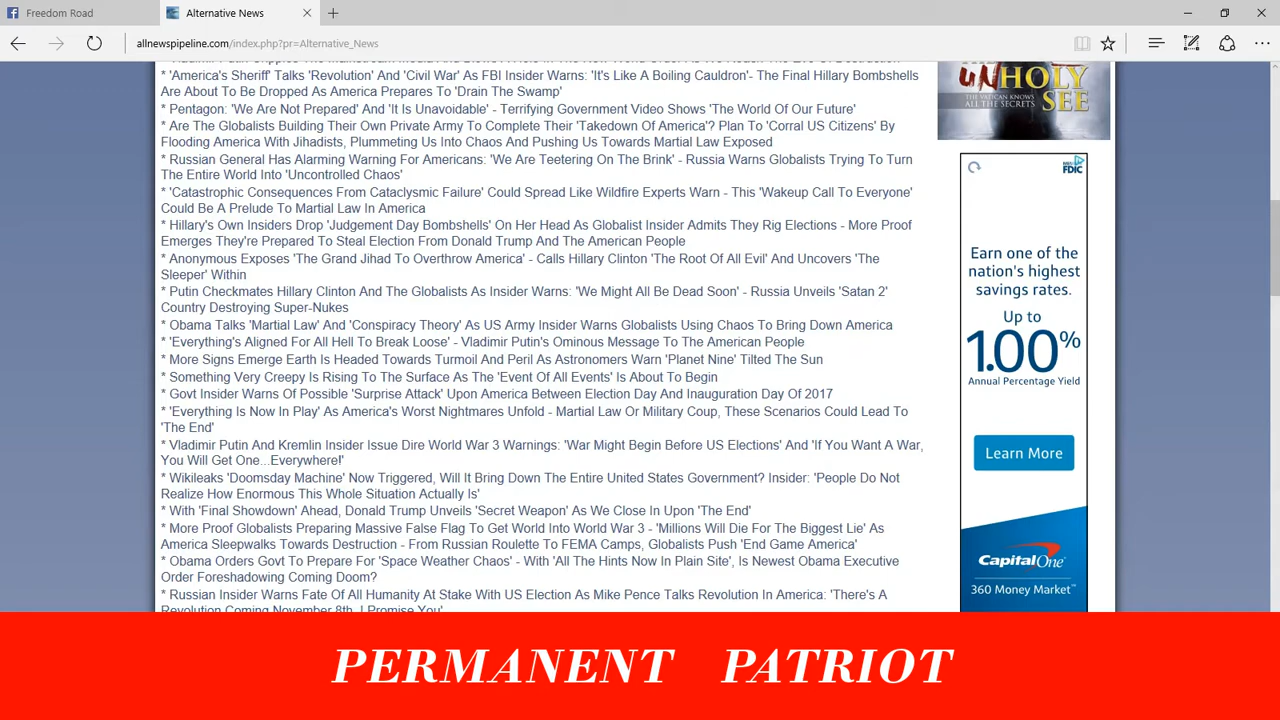 Freedom Road
Alternative News
allnewspipeline.com/index.php?pr=Alternative_News
* 'America's Sheriff' Talks 'Revolution' And 'Civil War' As FBI Insider Warns: 'It's Like A Boiling Cauldron'- The Final Hillary Bombshells
Are About To Be Dropped As America Prepares To 'Drain The Swamp'
* Pentagon: 'We Are Not Prepared' And 'It Is Unavoidable' - Terrifying Government Video Shows 'The World Of Our Future'
* Are The Globalists Building Their Own Private Army To Complete Their 'Takedown Of America'? Plan To 'Corral US Citizens' By
Flooding America With Jihadists, Plummeting Us Into Chaos And Pushing Us Towards Martial Law Exposed
* Russian General Has Alarming Warning For Americans: 'We Are Teetering On The Brink' - Russia Warns Globalists Trying To Turn
The Entire World Into 'Uncontrolled Chaos'
* 'Catastrophic Consequences From Cataclysmic Failure' Could Spread Like Wildfire Experts Warn - This 'Wakeup Call To Everyone'
Could Be A Prelude To Martial Law In America
* Hillary's Own Insiders Drop 'Judgement Day Bombshells' On Her Head As Globalist Insider Admits They Rig Elections - More Proof
Emerges They're Prepared To Steal Election From Donald Trump And The American People
* Anonymous Exposes 'The Grand Jihad To Overthrow America' - Calls Hillary Clinton 'The Root Of All Evil' And Uncovers 'The
Sleeper' Within
* Putin Checkmates Hillary Clinton And The Globalists As Insider Warns: 'We Might All Be Dead Soon' - Russia Unveils 'Satan 2'
Country Destroying Super-Nukes
* Obama Talks 'Martial Law' And 'Conspiracy Theory' As US Army Insider Warns Globalists Using Chaos To Bring Down America
* 'Everything's Aligned For All Hell To Break Loose' - Vladimir Putin's Ominous Message To The American People
* More Signs Emerge Earth Is Headed Towards Turmoil And Peril As Astronomers Warn 'Planet Nine' Tilted The Sun
* Something Very Creepy Is Rising To The Surface As The 'Event Of All Events' Is About To Begin
* Govt Insider Warns Of Possible 'Surprise Attack' Upon America Between Election Day And Inauguration Day Of 2017
* 'Everything Is Now In Play' As America's Worst Nightmares Unfold - Martial Law Or Military Coup, These Scenarios Could Lead To
'The End'
* Vladimir Putin And Kremlin Insider Issue Dire World War 3 Warnings: 'War Might Begin Before US Elections' And 'If You Want A War,
You Will Get One...Everywhere!'
* Wikileaks 'Doomsday Machine' Now Triggered, Will It Bring Down The Entire United States Government? Insider: 'People Do Not
Realize How Enormous This Whole Situation Actually Is'
* With 'Final Showdown' Ahead, Donald Trump Unveils 'Secret Weapon' As We Close In Upon 'The End'
* More Proof Globalists Preparing Massive False Flag To Get World Into World War 3 - 'Millions Will Die For The Biggest Lie' As
America Sleepwalks Towards Destruction - From Russian Roulette To FEMA Camps, Globalists Push 'End Game America'
* Obama Orders Govt To Prepare For 'Space Weather Chaos' - With 'All The Hints Now In Plain Site', Is Newest Obama Executive
Order Foreshadowing Coming Doom?
* Russian Insider Warns Fate Of All Humanity At Stake With US Election As Mike Pence Talks Revolution In America: 'There's A
Revolution Coming November 8th, I Promise You'
UNHOLY
SEE
THE VATICAN KNOWS
ALL THE SECRETS
FDIC
Earn one of the
nation's highest
savings rates.
Up to
1.00%
Annual Percentage Yield
Learn More
Capital One
360 Money Market
PERMANENT PATRIOT